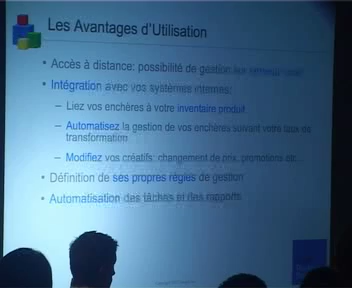 Les Avantages d'Utilisation
• Accès à distance: possibilité de gestion sur
• Intégration avec vos systèmes internes:
– Liez vos enchères à votre inventaire produit
– Automatisez la gestion de vos enchères suivant votre taux de
transformation
– Modifiez vos créatifs: changement de prix, promotions etc...
• Définition de ses propres règles de gestion
• Automatisation des tâches et des rapports